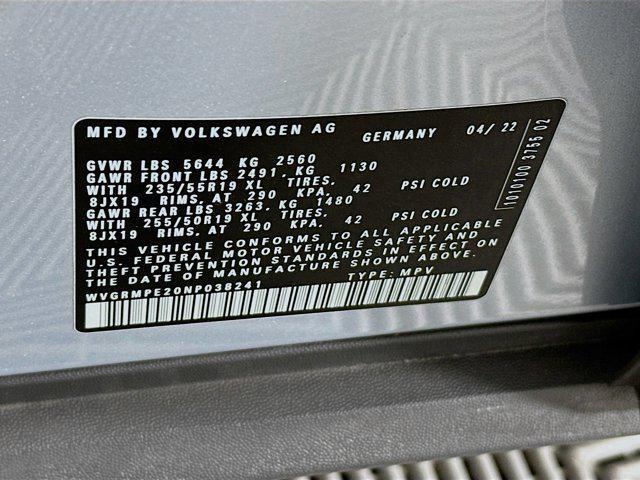 MFD BY VOLKSWAGEN AG GERMANY 04/ 22
GVWR LBS 5644 KG 2560
GAWR FRONT LBS 2491, KG 1130
WITH 235/55R19 XL TIRES,
8JX19 RIMS, AT 290 KPA, 42 PSI COLD
GAWR REAR LBS 3263, KG 1480
WITH 255/50R19 XL TIRES,
8JX19 RIMS, AT 290 KPA, 42 PSI COLD
THIS VEHICLE CONFORMS TO ALL APPLICABLE
U.S. FEDERAL MOTOR VEHICLE SAFETY AND
THEFT PREVENTION STANDARDS IN EFFECT ON
THE DATE OF MANUFACTURE
WVGRMPE20NP038241 TYPE: MPV
1010100 3755 02